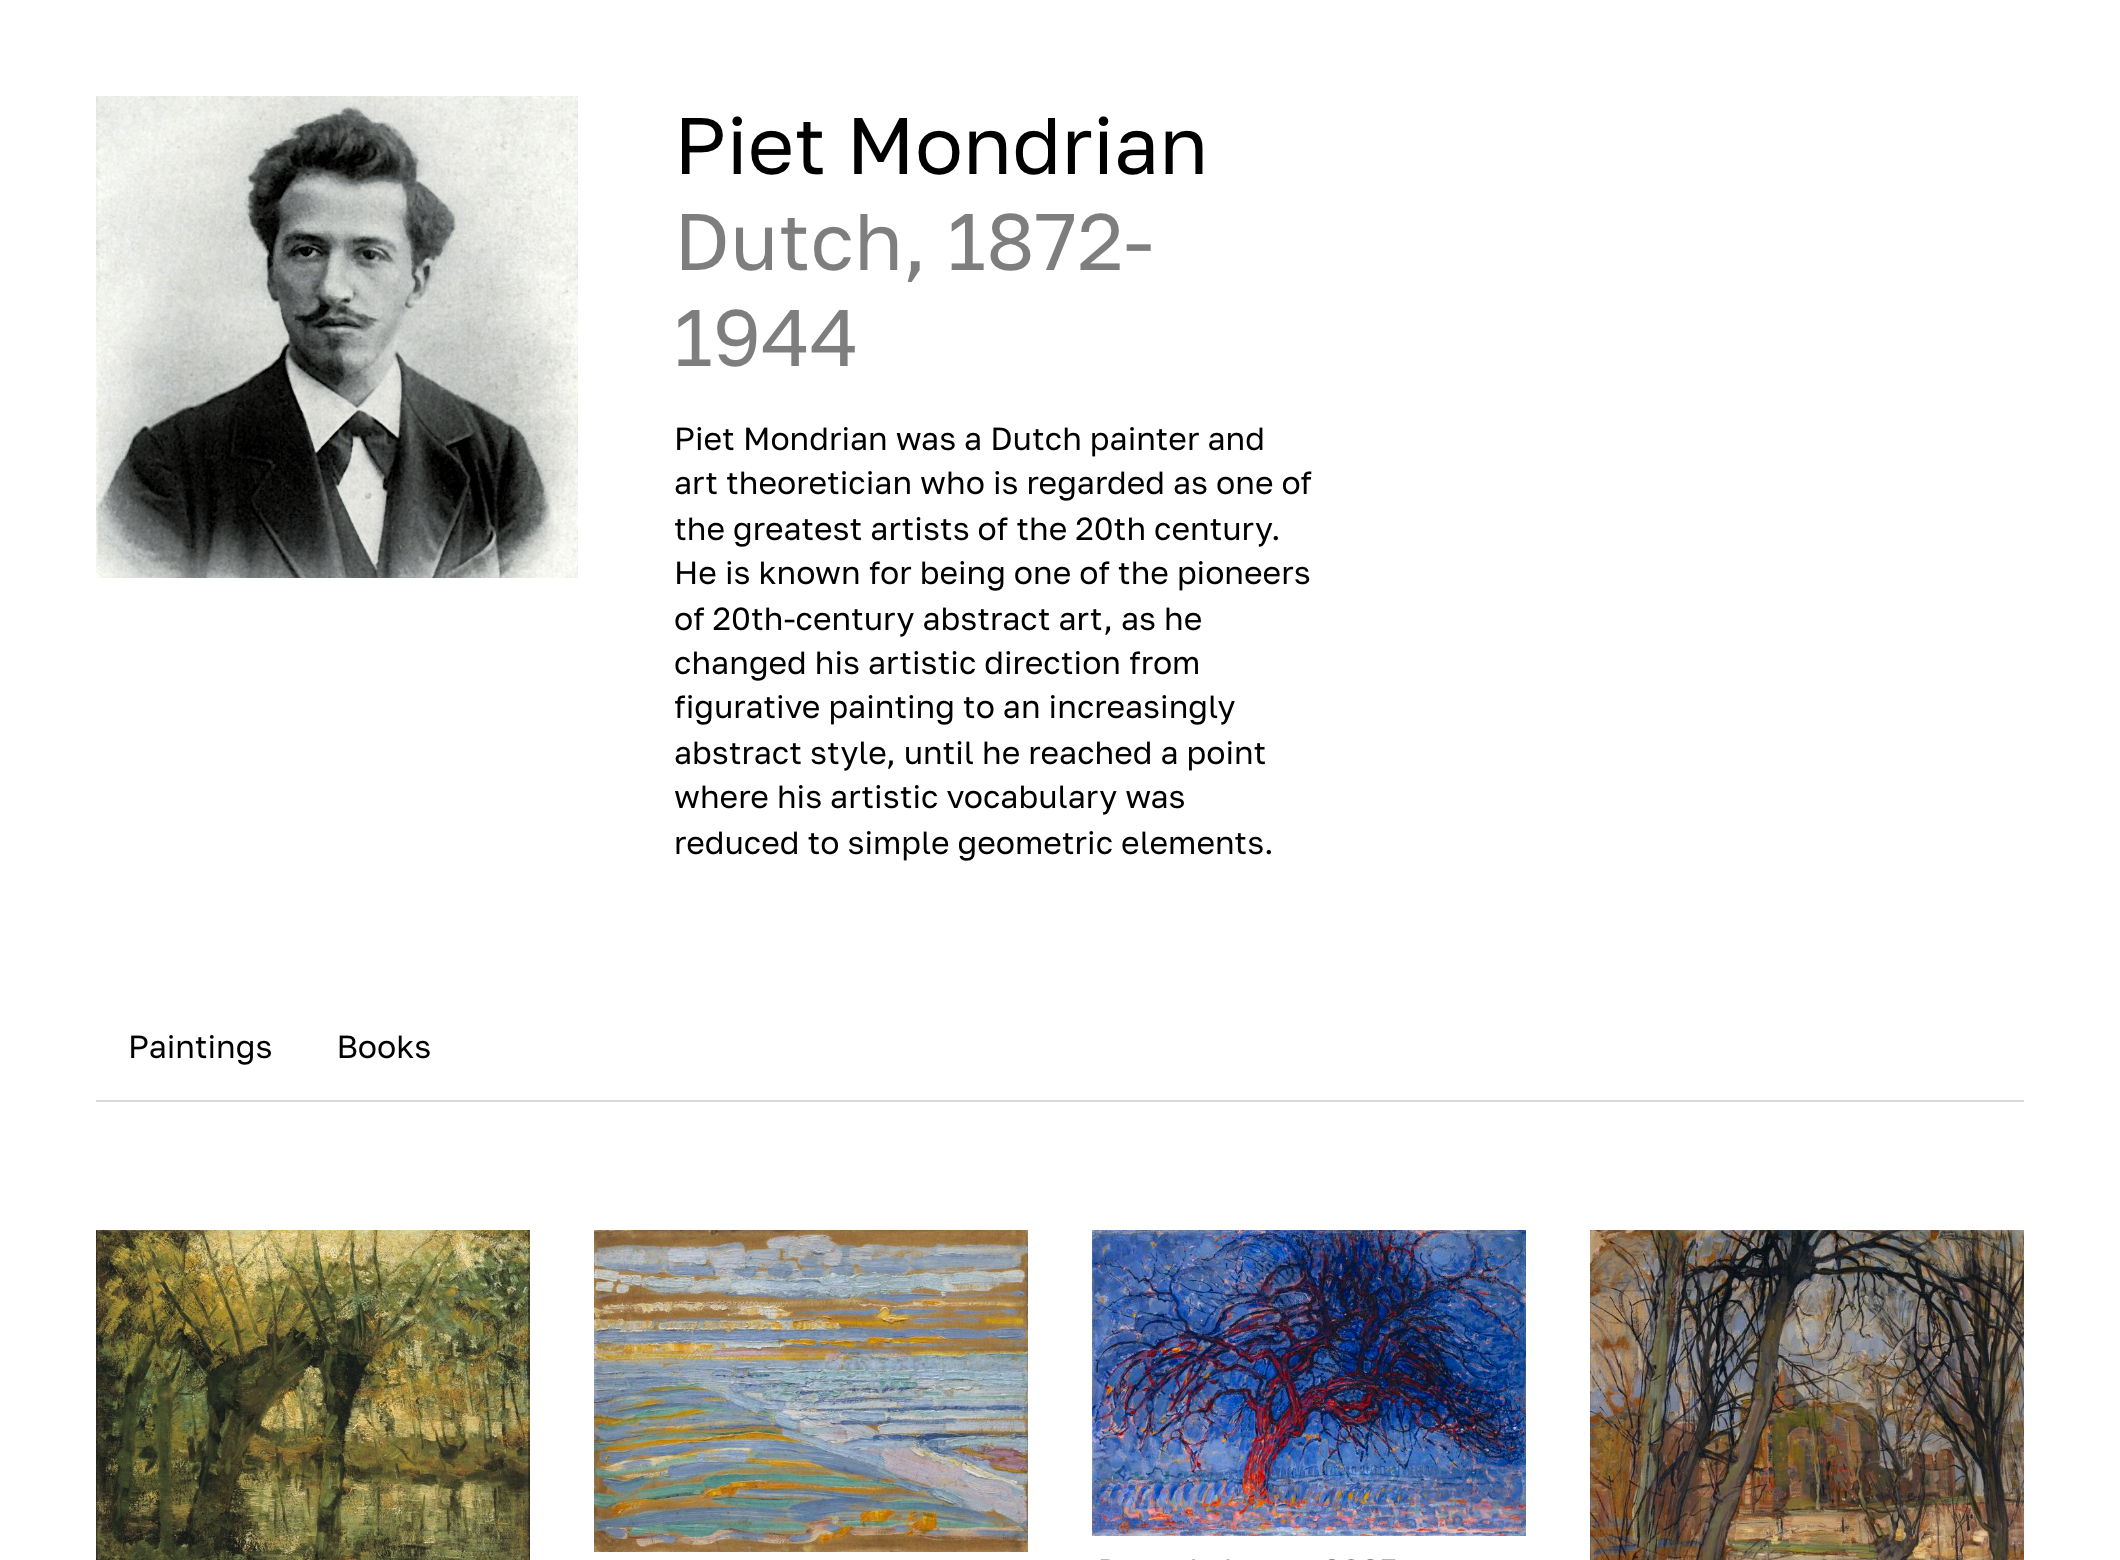 Piet Mondrian
Dutch, 1872-
1944
Piet Mondrian was a Dutch painter and
art theoretician who is regarded as one of
the greatest artists of the 20th century.
He is known for being one of the pioneers
of 20th-century abstract art, as he
changed his artistic direction from
figurative painting to an increasingly
abstract style, until he reached a point
where his artistic vocabulary was
reduced to simple geometric elements.
Paintings
Books